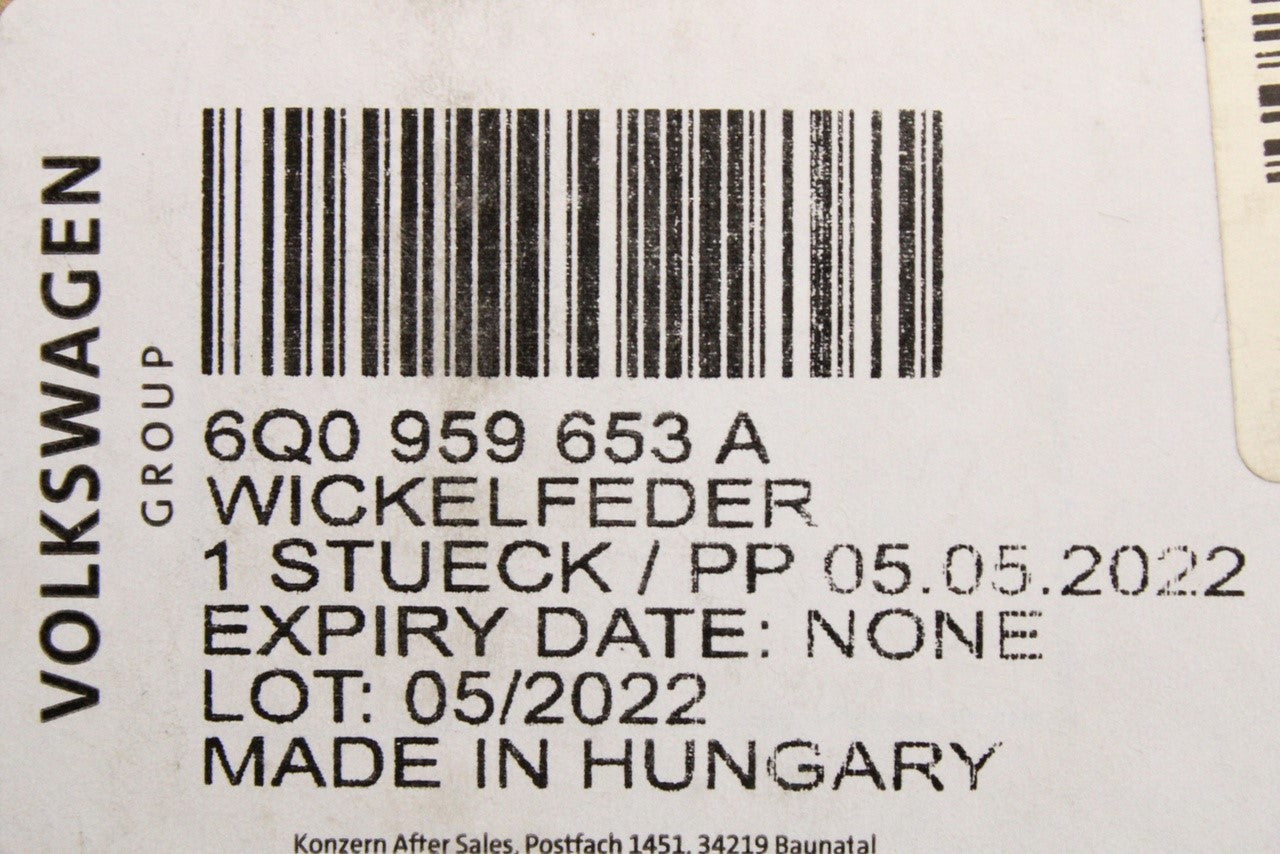 VOLKSWAGEN
GROUP
6Q0 959 653 A
WICKELFEDER
1 STUECK / PP 05.05.2022
EXPIRY DATE: NONE
LOT: 05/2022
MADE IN HUNGARY
Konzern After Sales, Postfach 1451, 34219 Baunatal